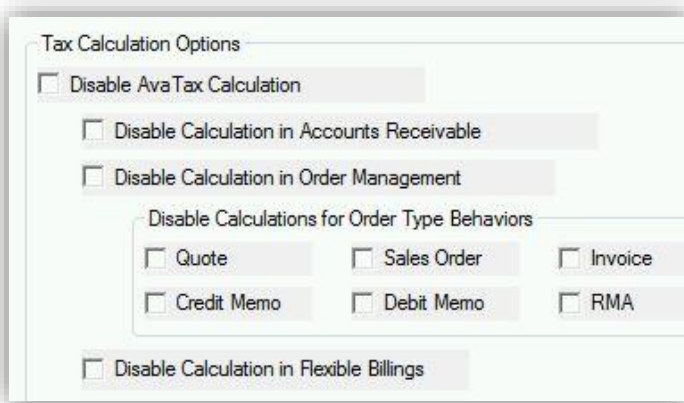 Tax Calculation Options
Disable AvaTax Calculation
Disable Calculation in Accounts Receivable
Disable Calculation in Order Management
Disable Calculations for Order Type Behaviors
Quote Sales Order Invoice
Credit Memo Debit Memo RMA
Disable Calculation in Flexible Billings